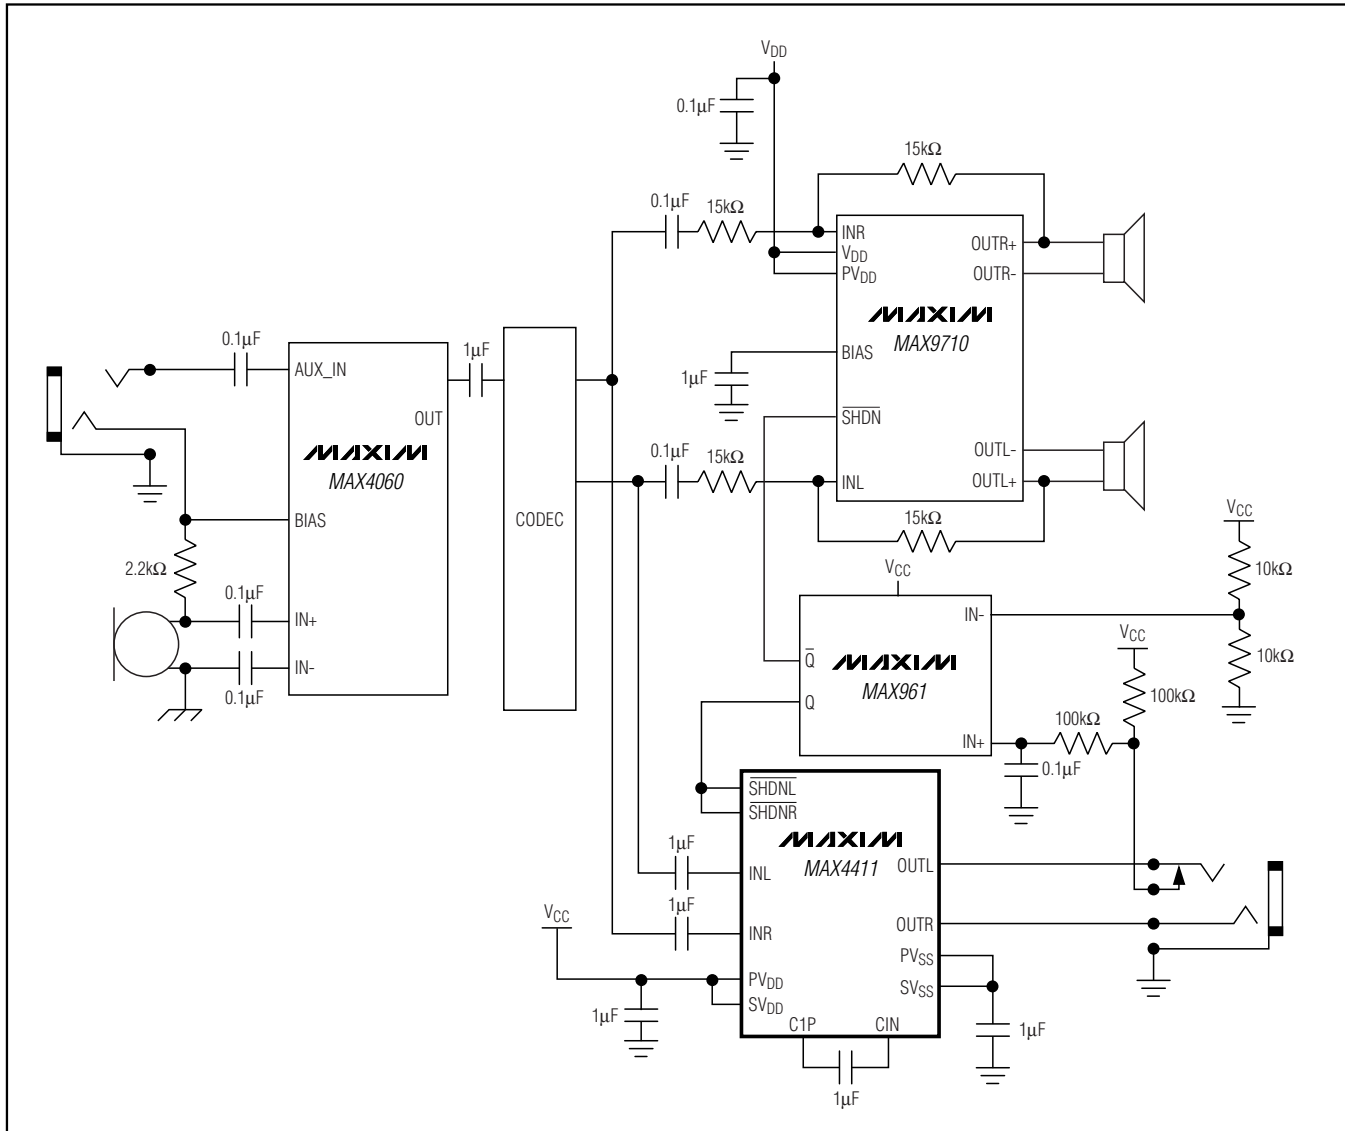 VDD
0.1µF
15kΩ
0.1µF
15kΩ
INR
VDD
PVDD
OUTR+
OUTR-
MAXIM
MAX9710
BIAS
1µF
SHDN
OUTL-
OUTL+
INL
0.1µF
15kΩ
15kΩ
0.1µF
AUX_IN
OUT
MAXIM
MAX4060
BIAS
2.2kΩ
0.1µF
IN+
IN-
0.1µF
1µF
CODEC
VCC
IN-
Q
MAXIM
MAX961
Q
IN+
VCC
10kΩ
10kΩ
VCC
100kΩ
100kΩ
0.1µF
SHDNL
SHDNR
MAXIM
MAX4411
1µF
INL
OUTL
1µF
INR
OUTR
VCC
PVDD
SVDD
1µF
PVSS
SVSS
1µF
C1P
CIN
1µF